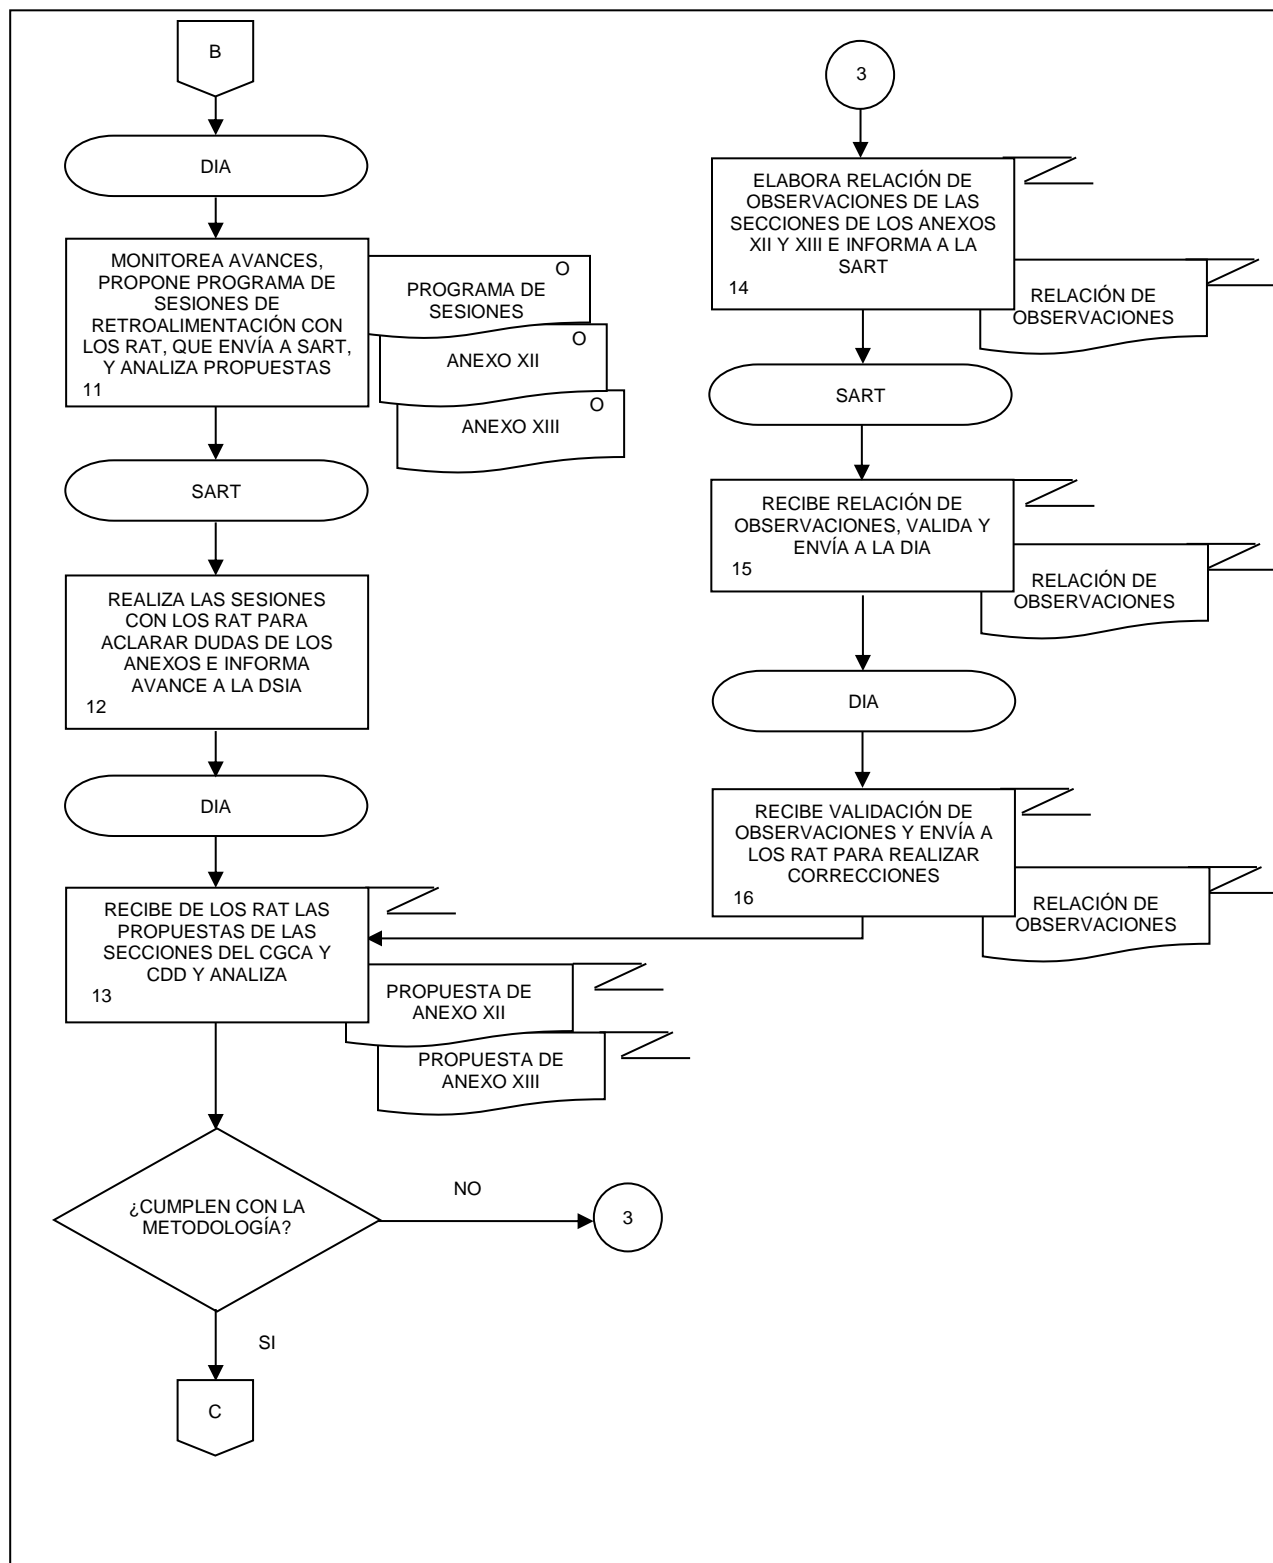 B
DIA
MONITOREA AVANCES,
PROPONE PROGRAMA DE
SESIONES DE
RETROALIMENTACIÓN CON
LOS RAT, QUE ENVÍA A SART,
Y ANALIZA PROPUESTAS
11
O
PROGRAMA DE
SESIONES
O
ANEXO XII
O
ANEXO XIII
SART
REALIZA LAS SESIONES
CON LOS RAT PARA
ACLARAR DUDAS DE LOS
ANEXOS E INFORMA
AVANCE A LA DSIA
12
DIA
RECIBE DE LOS RAT LAS
PROPUESTAS DE LAS
SECCIONES DEL CGCA Y
CDD Y ANALIZA
13
PROPUESTA DE
ANEXO XII
PROPUESTA DE
ANEXO XIII
¿CUMPLEN CON LA
METODOLOGÍA?
NO
3
SI
C
3
ELABORA RELACIÓN DE
OBSERVACIONES DE LAS
SECCIONES DE LOS ANEXOS
XII Y XIII E INFORMA A LA
SART
14
RELACIÓN DE
OBSERVACIONES
SART
RECIBE RELACIÓN DE
OBSERVACIONES, VALIDA Y
ENVÍA A LA DIA
15
RELACIÓN DE
OBSERVACIONES
DIA
RECIBE VALIDACIÓN DE
OBSERVACIONES Y ENVÍA A
LOS RAT PARA REALIZAR
CORRECCIONES
16
RELACIÓN DE
OBSERVACIONES